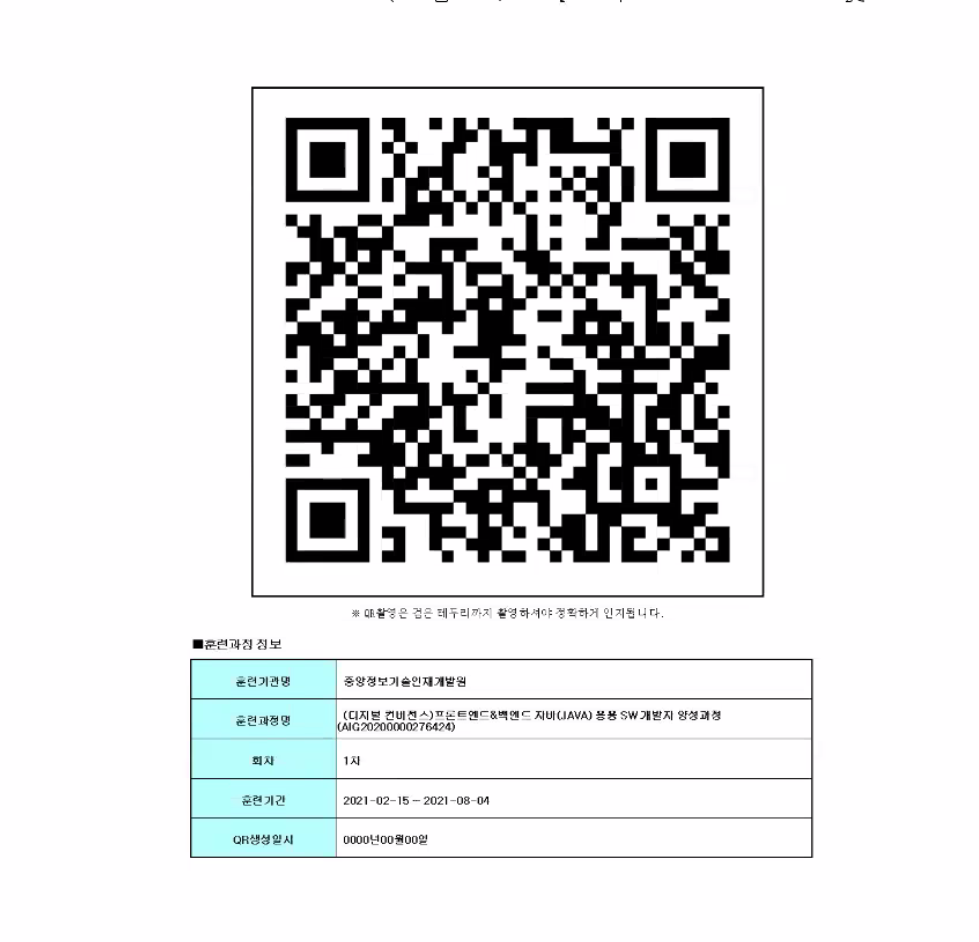 ※ QR촬영은 검은 테두리까지 촬영하셔야 정확하게 인지됩니다.
■훈련과정 정보
훈련기관명 중앙정보기술인재개발원
훈련과정명 (디지털 컨버전스)프론트엔드&백엔드 자바(JAVA) 응용 SW개발자 양성과정
(AIG20200000276424)
회차 1차
훈련기간 2021-02-15 ~ 2021-08-04
QR생성일시 0000년00월00일